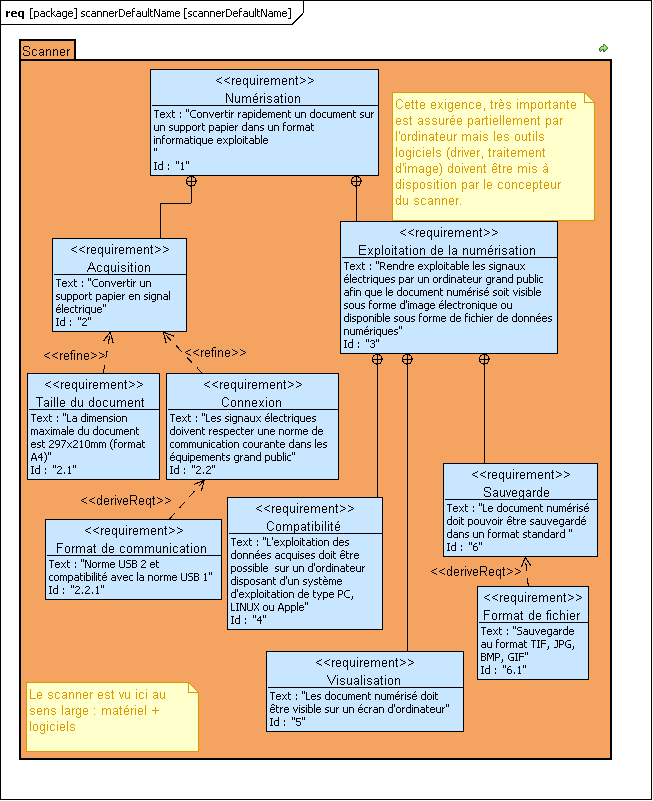 req [package] scannerDefaultName [scannerDefaultName]
Scanner
<<requirement>>
Numérisation
Text : "Convertir rapidement un document sur
un support papier dans un format
informatique exploitable
"
Id : "1"
Cette exigence, très importante
est assurée partiellement par
l'ordinateur mais les outils
logiciels (driver, traitement
d'image) doivent être mis à
disposition par le concepteur
du scanner.
<<requirement>>
Acquisition
Text : "Convertir un
support papier en signal
électrique"
Id : "2"
<<requirement>>
Exploitation de la numérisation
Text : "Rendre exploitable les signaux
électriques par un ordinateur grand public
afin que le document numérisé soit visible
sous forme d'image électronique ou
disponible sous forme de fichier de données
numériques"
Id : "3"
<<refine>>
<<refine>>
<<requirement>>
Taille du document
Text : "La dimension
maximale du document
est 297x210mm (format
A4)"
Id : "2.1"
<<requirement>>
Connexion
Text : "Les signaux électriques
doivent respecter une norme de
communication courante dans les
équipements grand public"
Id : "2.2"
<<deriveReqt>>
<<requirement>>
Format de communication
Text : "Norme USB 2 et
compatibilité avec la norme USB 1"
Id : "2.2.1"
<<requirement>>
Compatibilité
Text : "L'exploitation des
données acquises doit être
possible  sur un d'ordinateur
disposant d'un système
d'exploitation de type PC,
LINUX ou Apple"
Id : "4"
<<requirement>>
Sauvegarde
Text : "Le document numérisé
doit pouvoir être sauvegardé
dans un format standard "
Id : "6"
<<deriveReqt>>
<<requirement>>
Format de fichier
Text : "Sauvegarde
au format TIF, JPG,
BMP, GIF"
Id : "6.1"
<<requirement>>
Visualisation
Text : "Les document numérisé doit
être visible sur un écran d'ordinateur"
Id : "5"
Le scanner est vu ici au
sens large : matériel +
logiciels